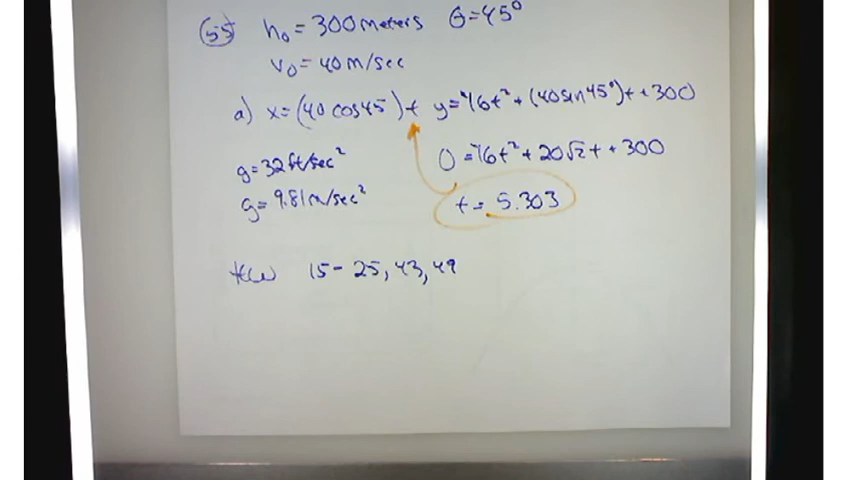 55 h₀ = 300 meters θ = 45°
v₀ = 40 m/sec
a) x = (40 cos 45)t y = -16t² + (40 sin 45°)t + 300
g = 32 ft/sec² 0 = -16t² + 20√2 t + 300
g = 9.81 m/sec² t = 5.303
HW 15 - 25, 43, 49